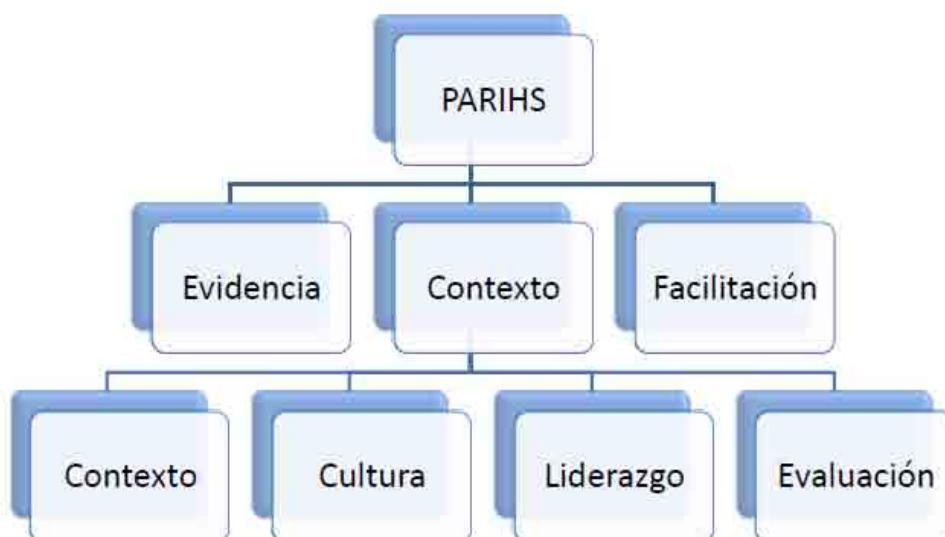 PARIHS
Evidencia
Contexto
Facilitación
Contexto
Cultura
Liderazgo
Evaluación